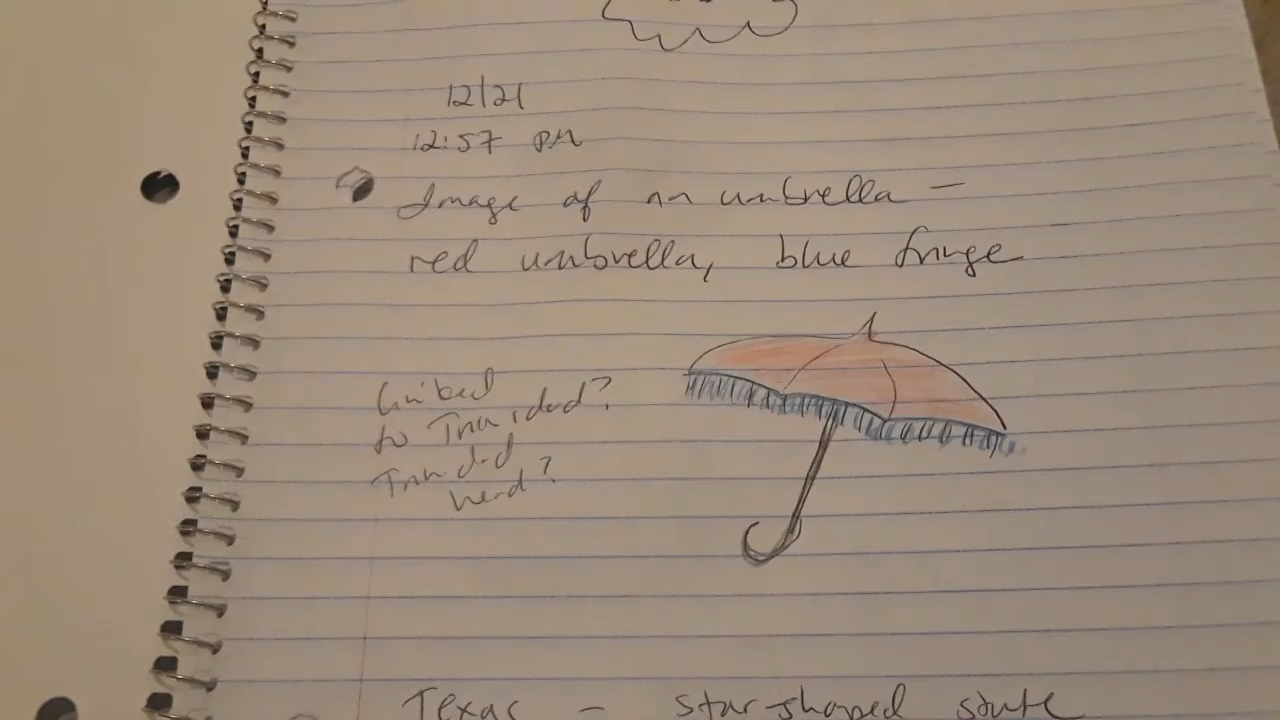 12/21
12:57 PM
Image of an umbrella —
red umbrella, blue fringe
Linked
to Trinidad?
Trinidad
head?
Texas - star-shaped state